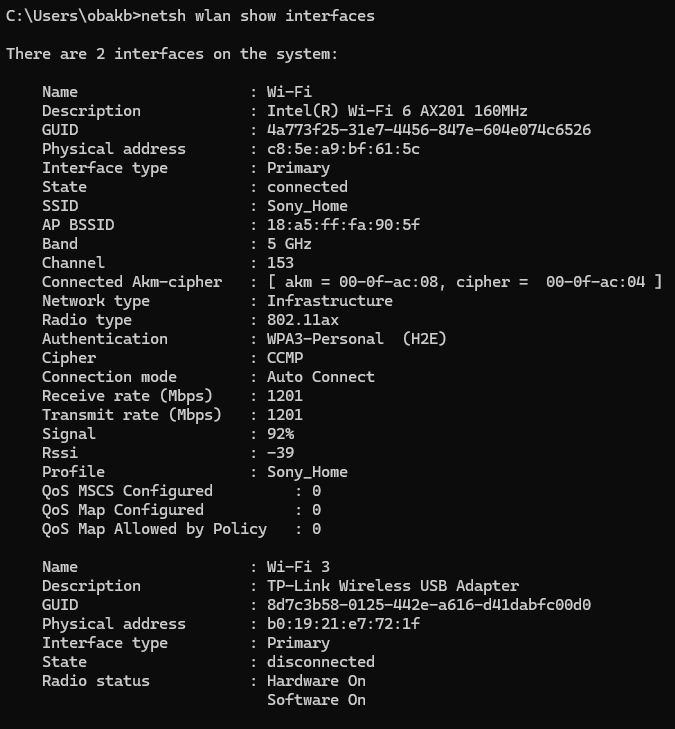 C:\Users\obakb>netsh wlan show interfaces
There are 2 interfaces on the system:
Name : Wi-Fi
Description : Intel(R) Wi-Fi 6 AX201 160MHz
GUID : 4a773f25-31e7-4456-847e-604e074c6526
Physical address : c8:5e:a9:bf:61:5c
Interface type : Primary
State : connected
SSID : Sony_Home
AP BSSID : 18:a5:ff:fa:90:5f
Band : 5 GHz
Channel : 153
Connected Akm-cipher : [ akm = 00-0f-ac:08, cipher = 00-0f-ac:04 ]
Network type : Infrastructure
Radio type : 802.11ax
Authentication : WPA3-Personal (H2E)
Cipher : CCMP
Connection mode : Auto Connect
Receive rate (Mbps) : 1201
Transmit rate (Mbps) : 1201
Signal : 92%
Rssi : -39
Profile : Sony_Home
QoS MSCS Configured : 0
QoS Map Configured : 0
QoS Map Allowed by Policy : 0
Name : Wi-Fi 3
Description : TP-Link Wireless USB Adapter
GUID : 8d7c3b58-0125-442e-a616-d41dabfc00d0
Physical address : b0:19:21:e7:72:1f
Interface type : Primary
State : disconnected
Radio status : Hardware On
Software On